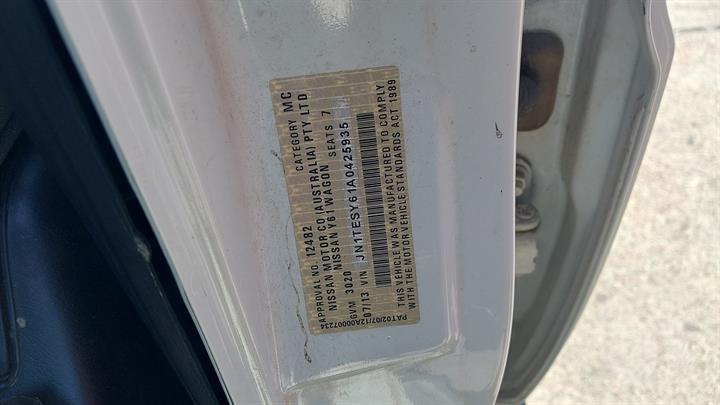 APPROVAL NO. 12482 CATEGORY MC
NISSAN MOTOR CO (AUSTRALIA) PTY LTD
NISSAN Y61 WAGON
GVM 3020 SEATS 7
07/13 VIN JN1TESY61A0425935
THIS VEHICLE WAS MANUFACTURED TO COMPLY
WITH THE MOTOR VEHICLE STANDARDS ACT 1989
PAT02/07/12A00007234